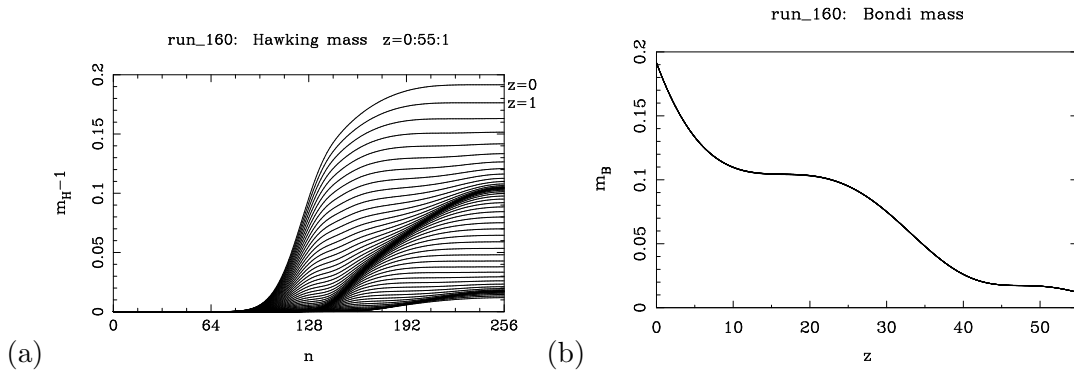 run_160: Hawking mass z=0:55:1
0.2
0.15
0.1
0.05
0
m_H−1
z=0
z=1
0 64 128 192 256
n
(a)
run_160: Bondi mass
0.2
0.15
0.1
0.05
0
m_B
0 10 20 30 40 50
z
(b)